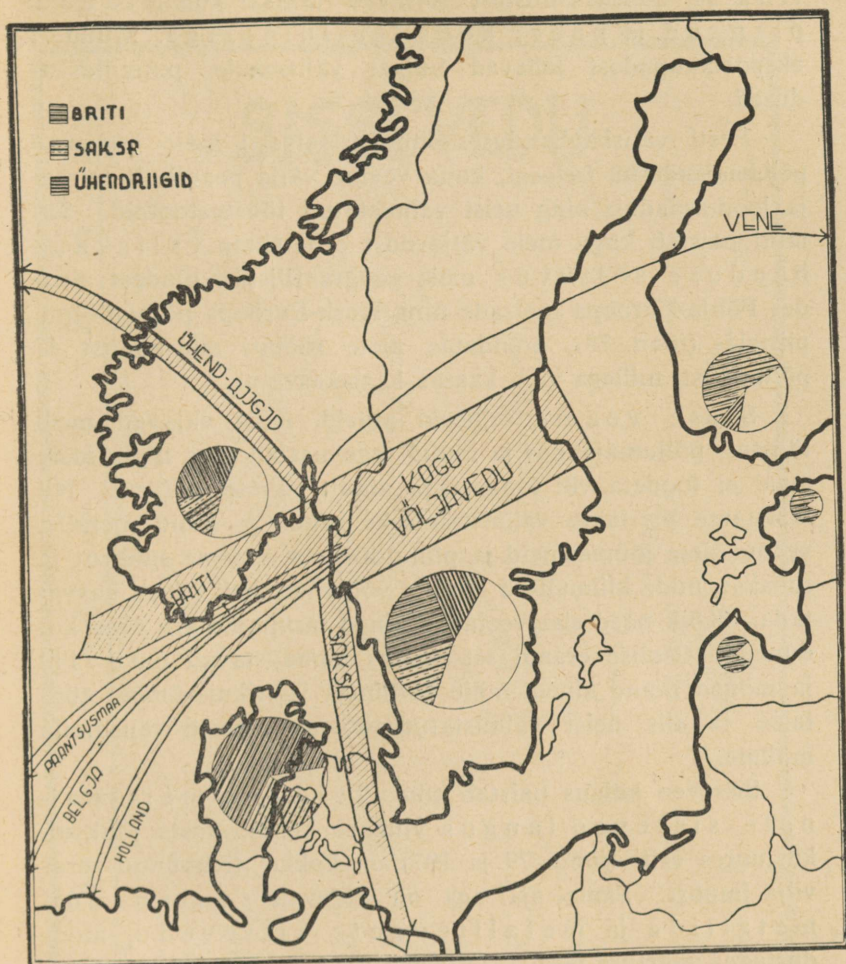 BRITI
SAKSA
ÜHENDRIIGID
VENE
ÜHEND-RIIGID
KOGU
VÄLJAVEDU
BRITI
SAKSA
PRANTSUSMAA
BELGIA
HOLLAND